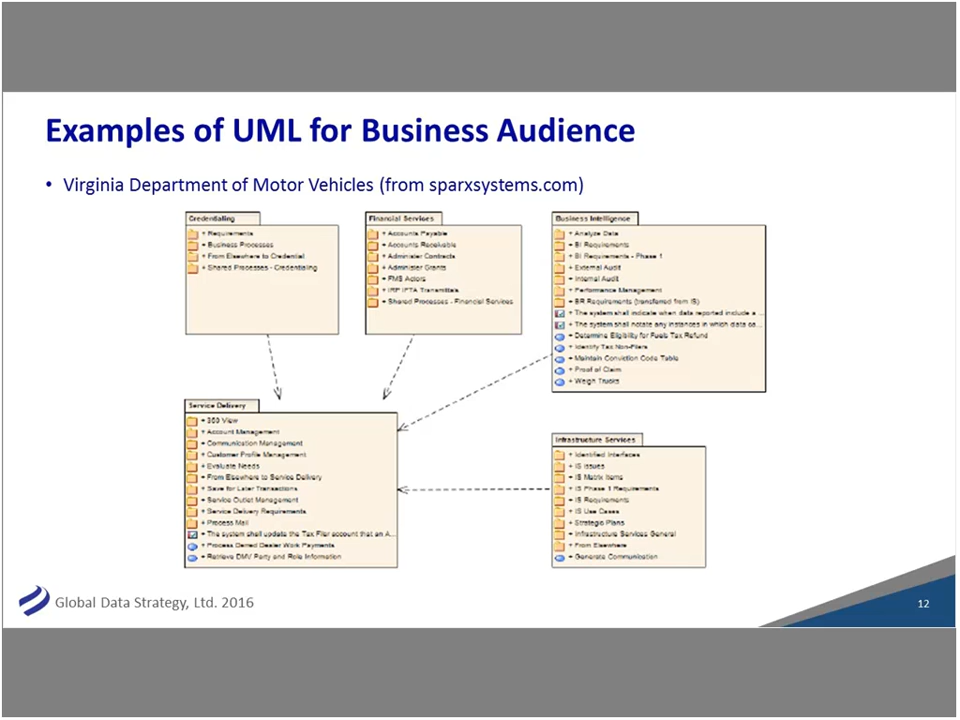 Examples of UML for Business Audience
• Virginia Department of Motor Vehicles (from sparxsystems.com)
Credentialing
+ Requirements
+ Business Processes
+ From Elsewhere to Credential
+ Shared Processes - Credentialing
Financial Services
+ Accounts Payable
+ Accounts Receivable
+ Administer Contracts
+ Administer Grants
+ FMS Actors
+ IRP IFTA Transmittals
+ Shared Processes - Financial Services
Business Intelligence
+ Analyze Data
+ BI Requirements
+ BI Requirements - Phase 1
+ External Audit
+ Internal Audit
+ Performance Management
+ BR Requirements (transferred from IS)
+ The system shall indicate when data reported include a ...
+ The system shall notate any instances in which data ca...
+ Determine Eligibility for Fuels Tax Refund
+ Identify Tax Non-Filers
+ Maintain Conviction Code Table
+ Proof of Claim
+ Weigh Trucks
Service Delivery
+ 360 View
+ Account Management
+ Communication Management
+ Customer Profile Management
+ Evaluate Needs
+ From Elsewhere to Service Delivery
+ Save for Later Transactions
+ Service Outlet Management
+ Service Delivery Requirements
+ Process Mail
+ The system shall update the Tax Filer account that an A...
+ Process Denied Dealer Work Payments
+ Retrieve DMV Party and Role Information
Infrastructure Services
+ Identified Interfaces
+ IS Issues
+ IS Matrix Items
+ IS Phase 1 Requirements
+ IS Requirements
+ IS Use Cases
+ Strategic Plans
+ Infrastructure Services General
+ From Elsewhere
+ Generate Communication
Global Data Strategy, Ltd. 2016
12